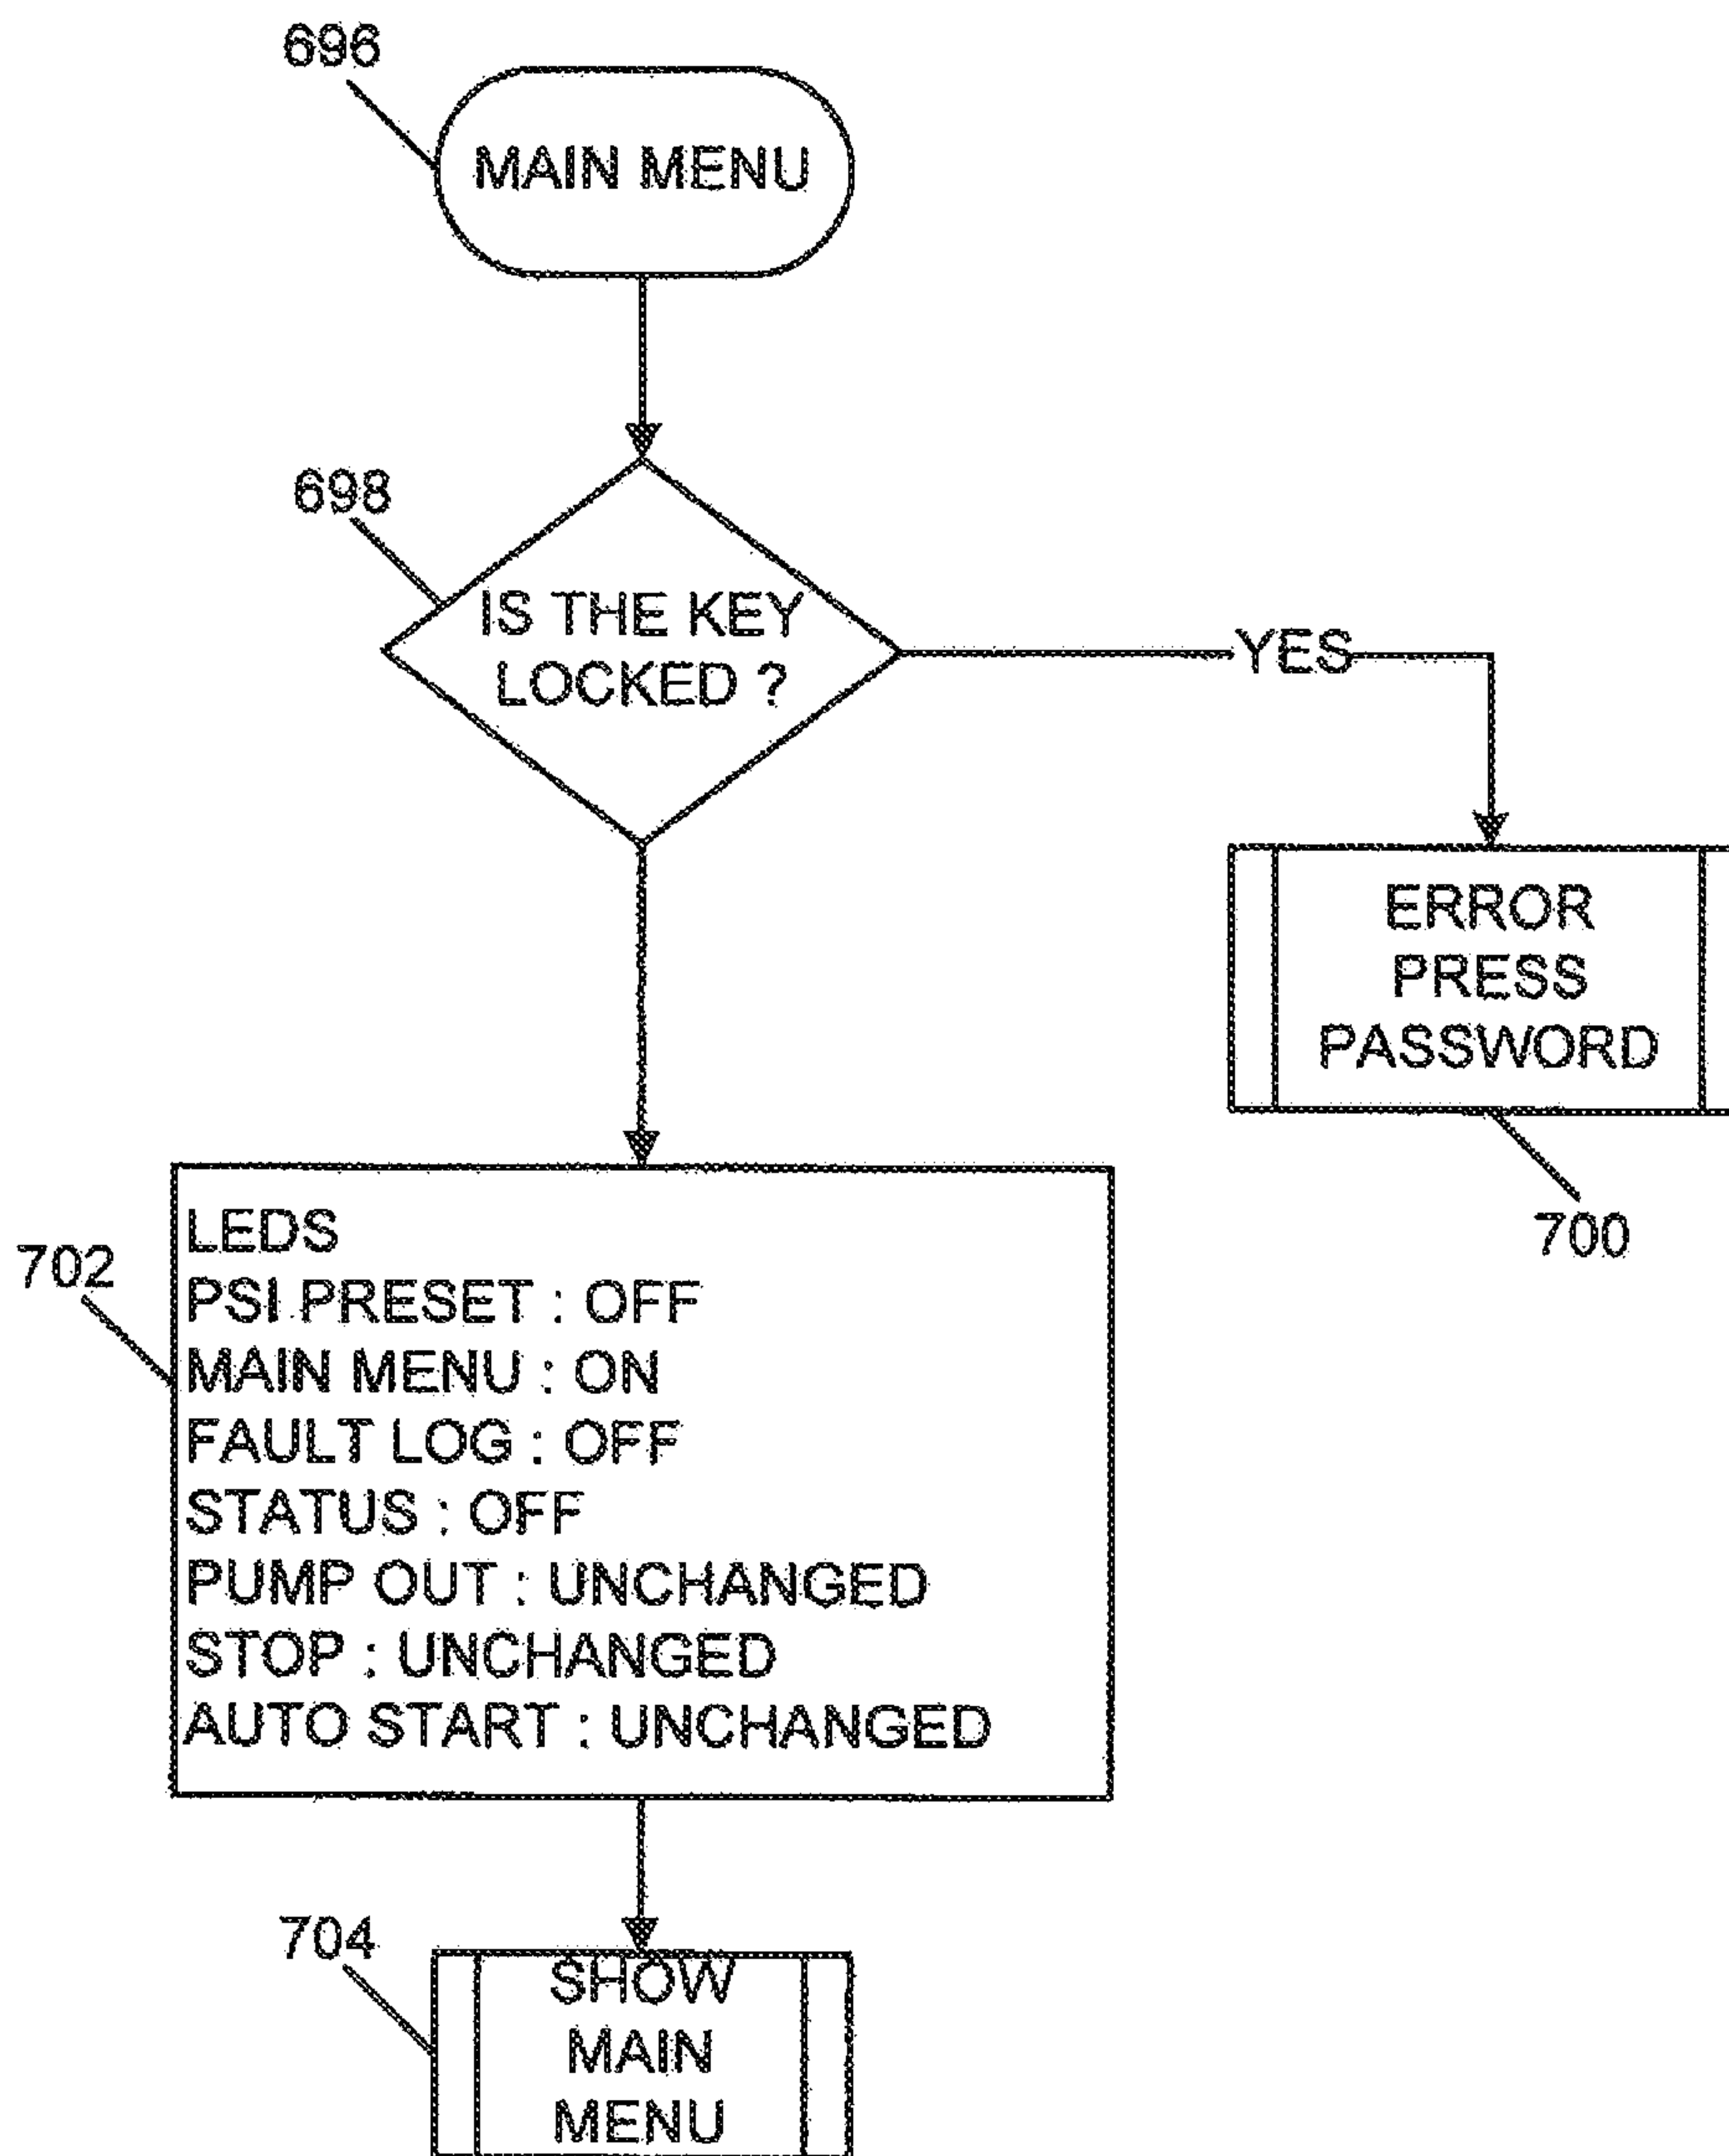 696
MAIN MENU
698
IS THE KEY
LOCKED ?
YES
ERROR
PRESS
PASSWORD
700
702
LEDS
PSI PRESET : OFF
MAIN MENU : ON
FAULT LOG : OFF
STATUS : OFF
PUMP OUT : UNCHANGED
STOP : UNCHANGED
AUTO START : UNCHANGED
704
SHOW
MAIN
MENU